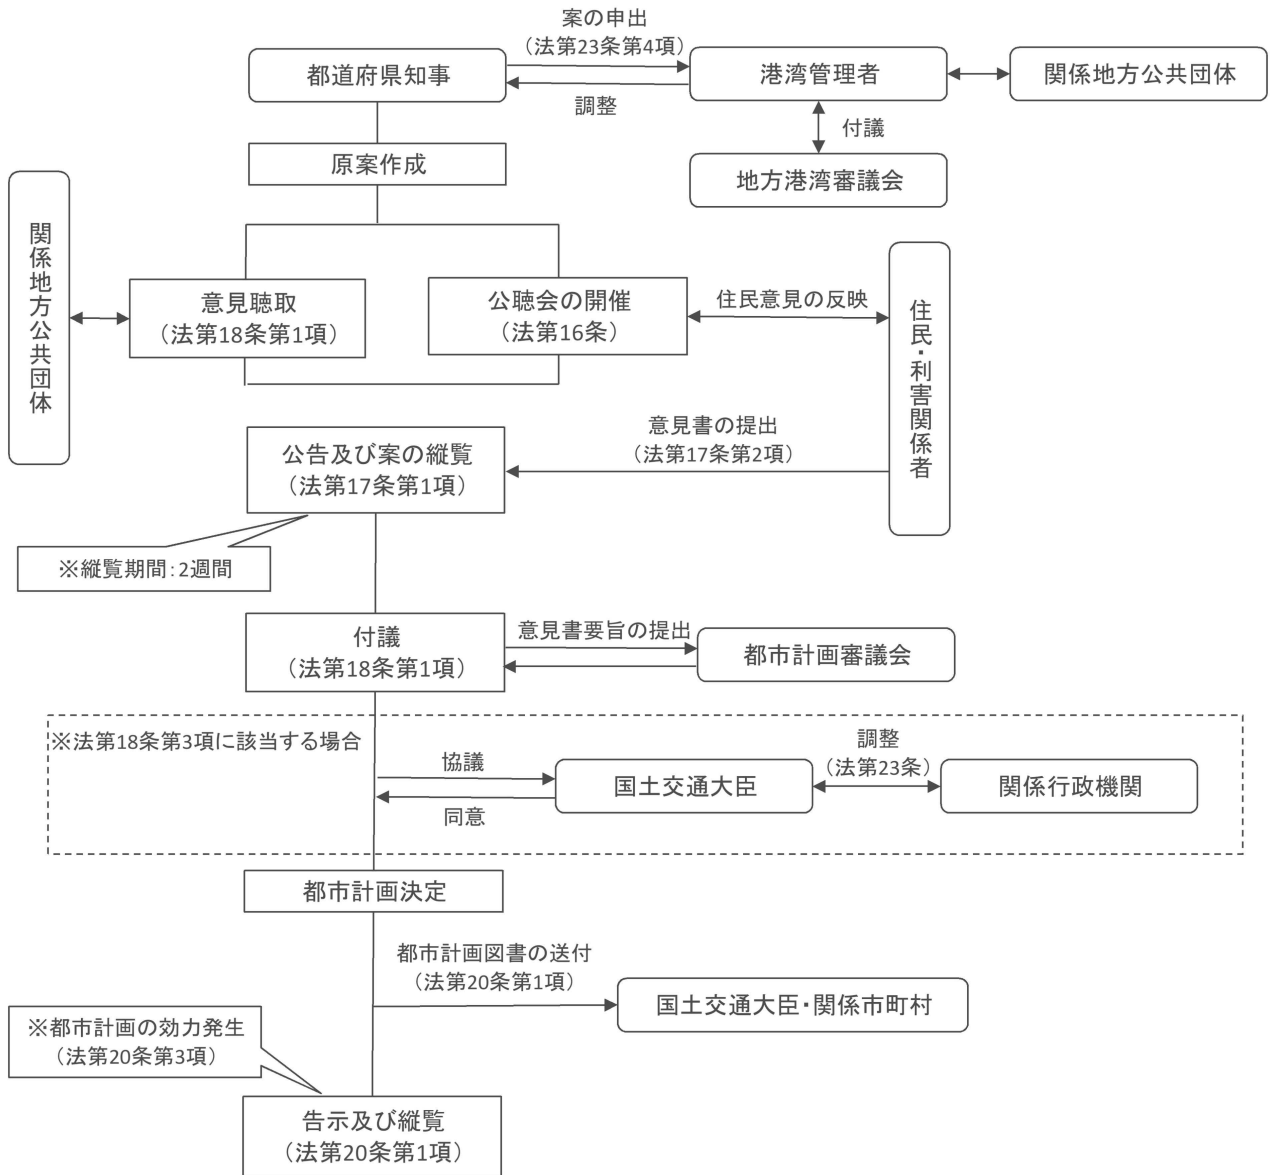 案の申出
（法第23条第4項）
都道府県知事
港湾管理者
関係地方公共団体
調整
付議
原案作成
地方港湾審議会
関係地方公共団体
意見聴取
（法第18条第1項）
公聴会の開催
（法第16条）
住民意見の反映
住民・利害関係者
意見書の提出
（法第17条第2項）
公告及び案の縦覧
（法第17条第1項）
※縦覧期間：2週間
付議
（法第18条第1項）
意見書要旨の提出
都市計画審議会
※法第18条第3項に該当する場合
協議
同意
国土交通大臣
調整
（法第23条）
関係行政機関
都市計画決定
都市計画図書の送付
（法第20条第1項）
国土交通大臣・関係市町村
※都市計画の効力発生
（法第20条第3項）
告示及び縦覧
（法第20条第1項）